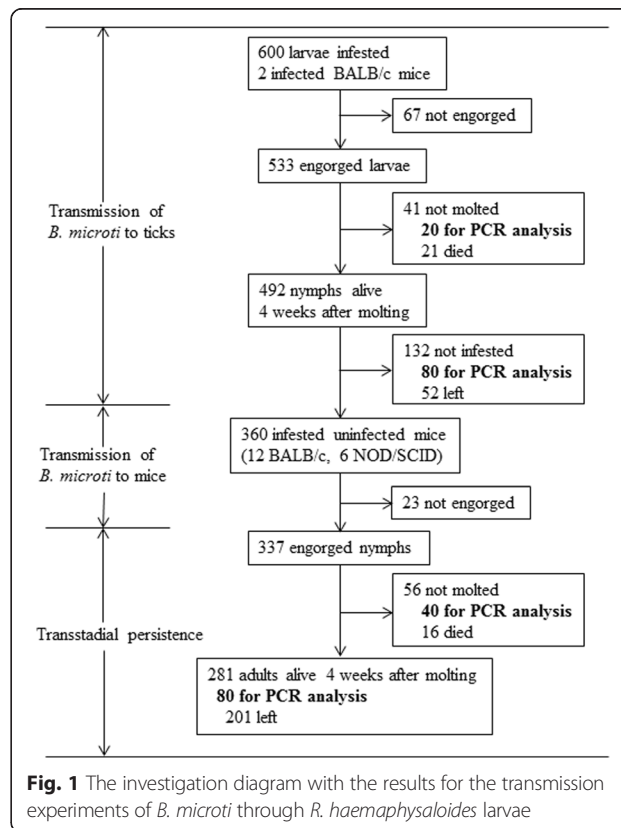 600 larvae infested
2 infected BALB/c mice
67 not engorged
533 engorged larvae
Transmission of
B. microti to ticks
41 not molted
20 for PCR analysis
21 died
492 nymphs alive
4 weeks after molting
132 not infested
80 for PCR analysis
52 left
Transmission of
B. microti to mice
360 infested uninfected mice
(12 BALB/c, 6 NOD/SCID)
23 not engorged
337 engorged nymphs
Transstadial persistence
56 not molted
40 for PCR analysis
16 died
281 adults alive 4 weeks after molting
80 for PCR analysis
201 left
Fig. 1 The investigation diagram with the results for the transmission
experiments of B. microti through R. haemaphysaloides larvae